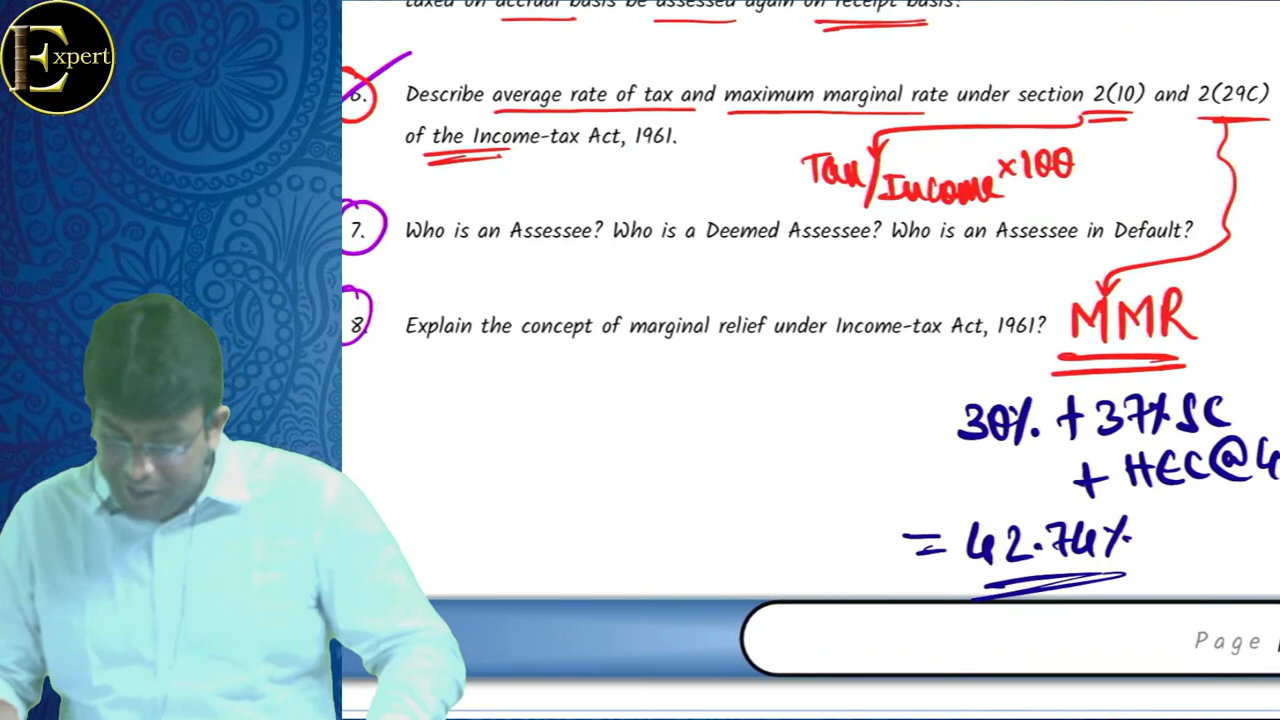 Expert
taxed on accrual basis be assessed again on receipt basis?
6. Describe average rate of tax and maximum marginal rate under section 2(10) and 2(29C)
of the Income-tax Act, 1961.
Tax/Income×100
7. Who is an Assessee? Who is a Deemed Assessee? Who is an Assessee in Default?
8. Explain the concept of marginal relief under Income-tax Act, 1961?
MMR
30% + 37% SC
+ HEC@4
= 42.74%
Page